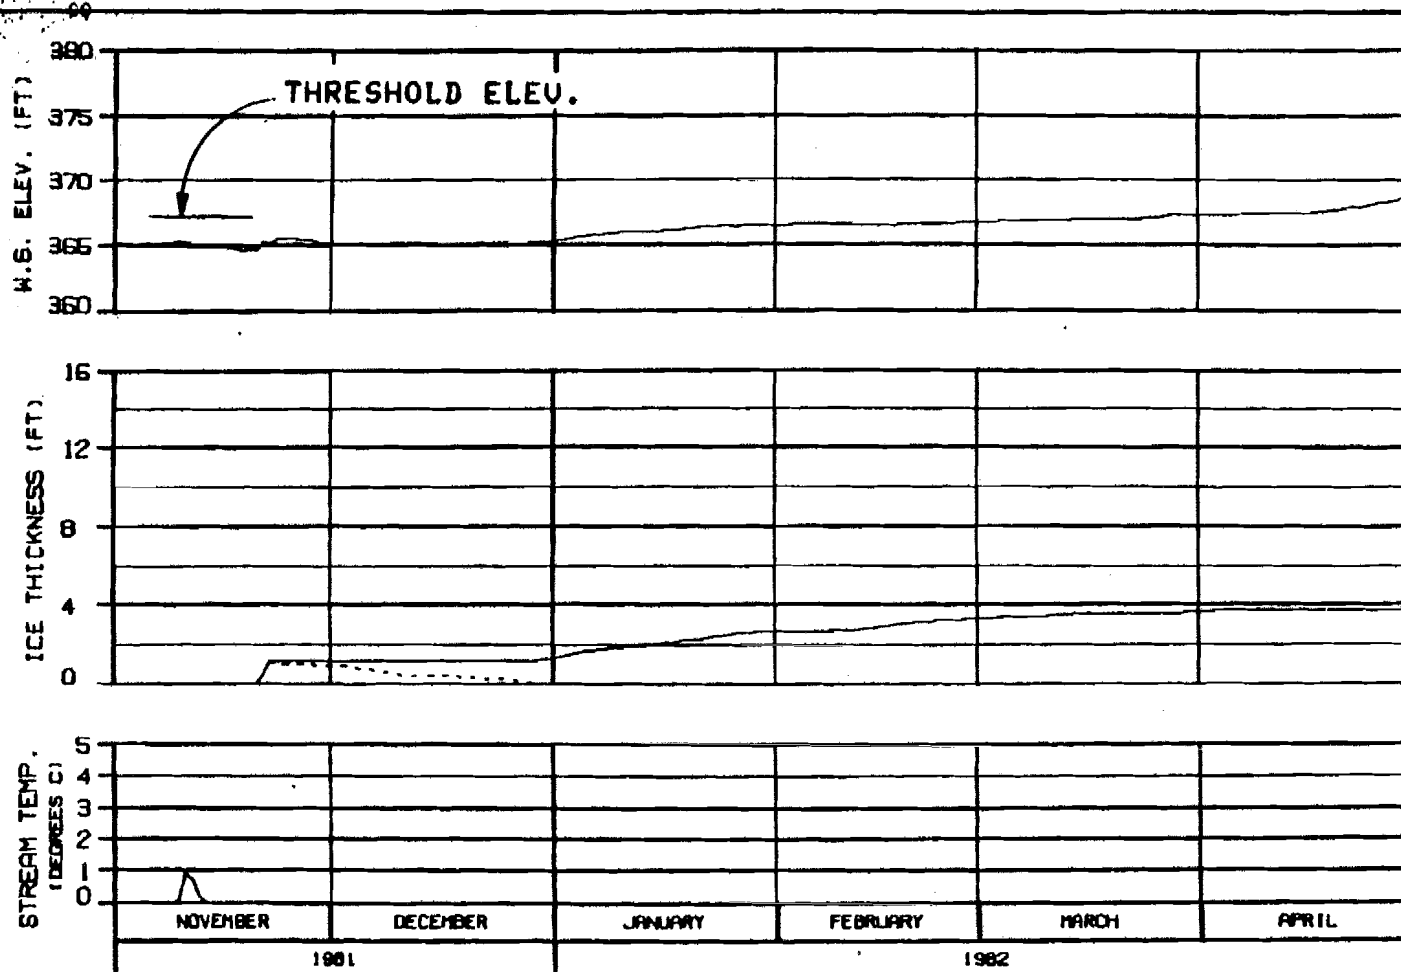 W.S. ELEV. (FT)
380
375
370
365
360
THRESHOLD ELEV.
ICE THICKNESS (FT)
16
12
8
4
0
STREAM TEMP.
(DEGREES C)
5
4
3
2
1
0
NOVEMBER DECEMBER JANUARY FEBRUARY MARCH APRIL
1981 1982